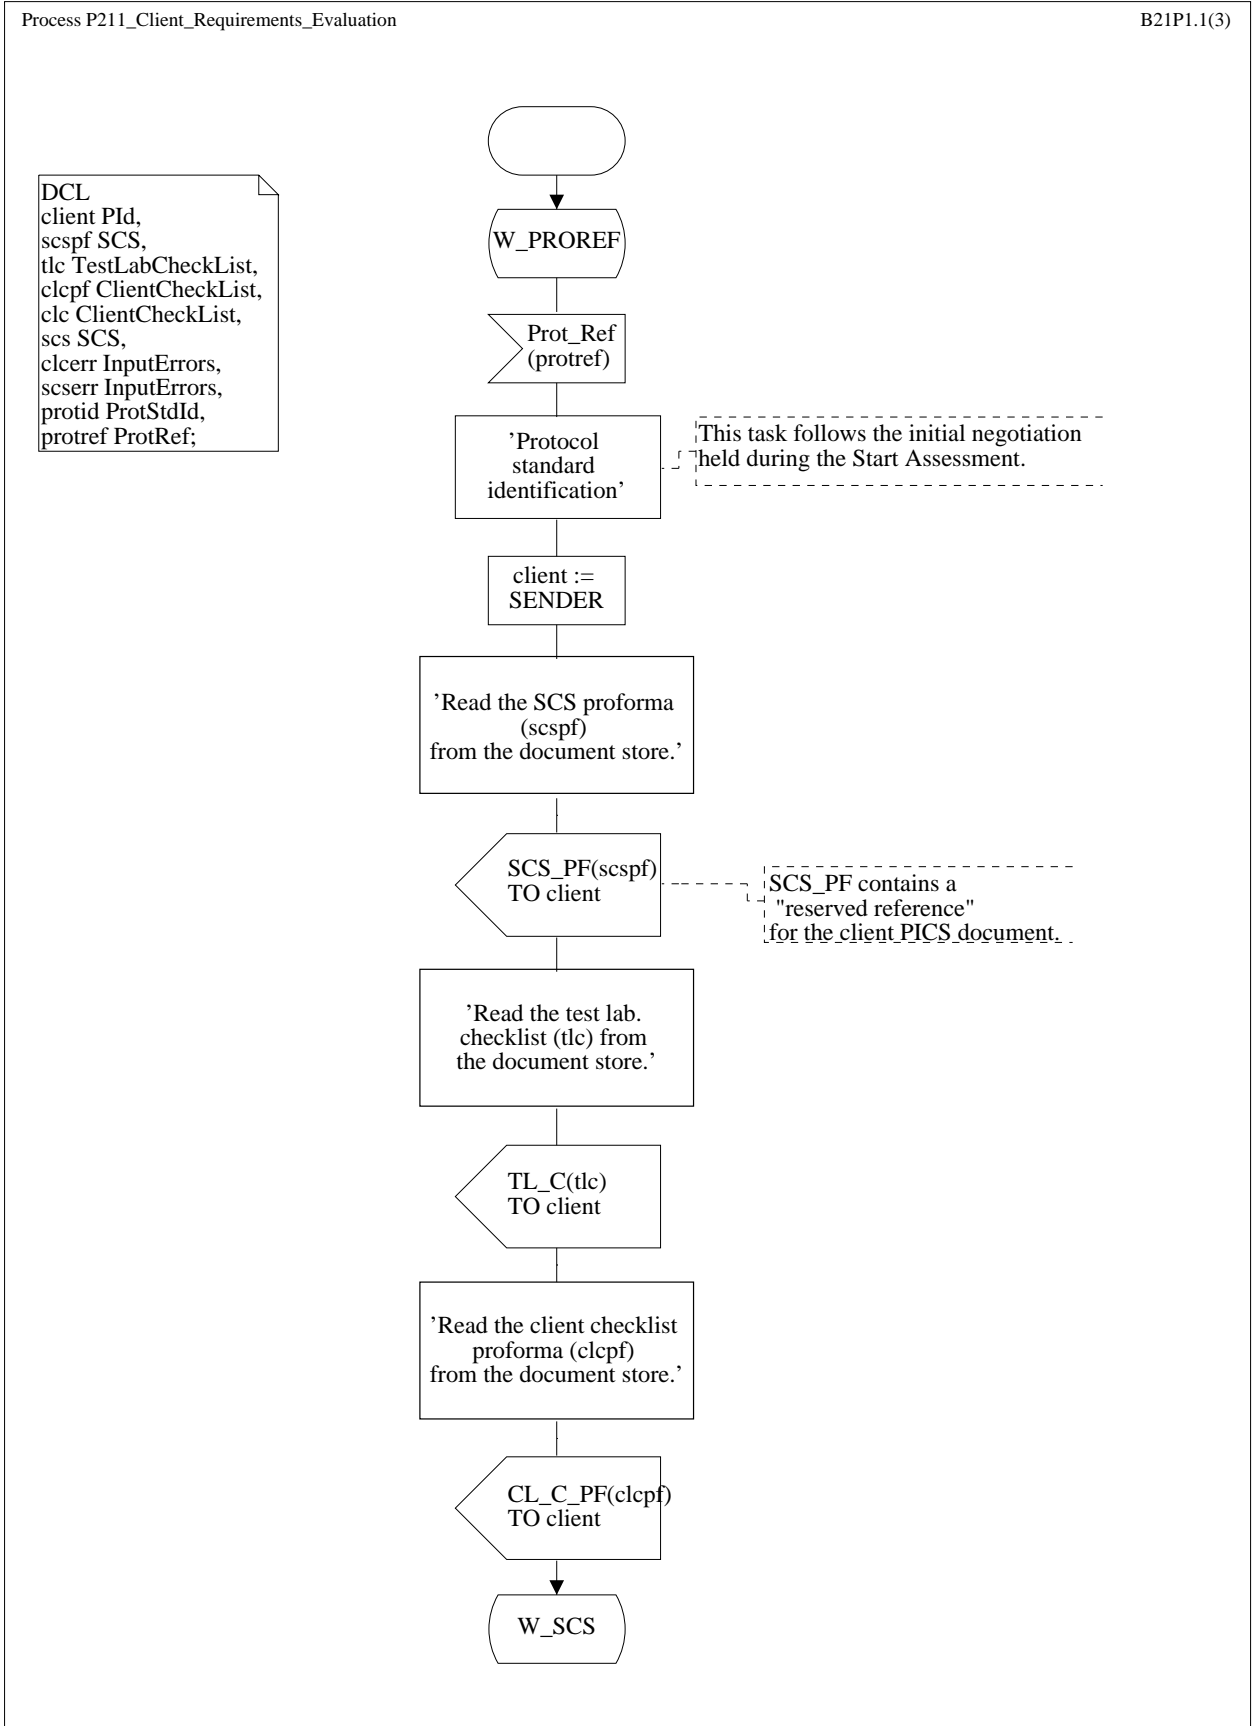 Process P211_Client_Requirements_Evaluation
B21P1.1(3)
DCL
client PId,
scspf SCS,
tlc TestLabCheckList,
clcpf ClientCheckList,
clc ClientCheckList,
scs SCS,
clcerr InputErrors,
scserr InputErrors,
protid ProtStdId,
protref ProtRef;
W_PROREF
Prot_Ref
(protref)
’Protocol
standard
identification’
This task follows the initial negotiation
held during the Start Assessment.
client :=
SENDER
’Read the SCS proforma
(scspf)
from the document store.’
SCS_PF(scspf)
TO client
SCS_PF contains a
"reserved reference"
for the client PICS document.
’Read the test lab.
checklist (tlc) from
the document store.’
TL_C(tlc)
TO client
’Read the client checklist
proforma (clcpf)
from the document store.’
CL_C_PF(clcpf)
TO client
W_SCS